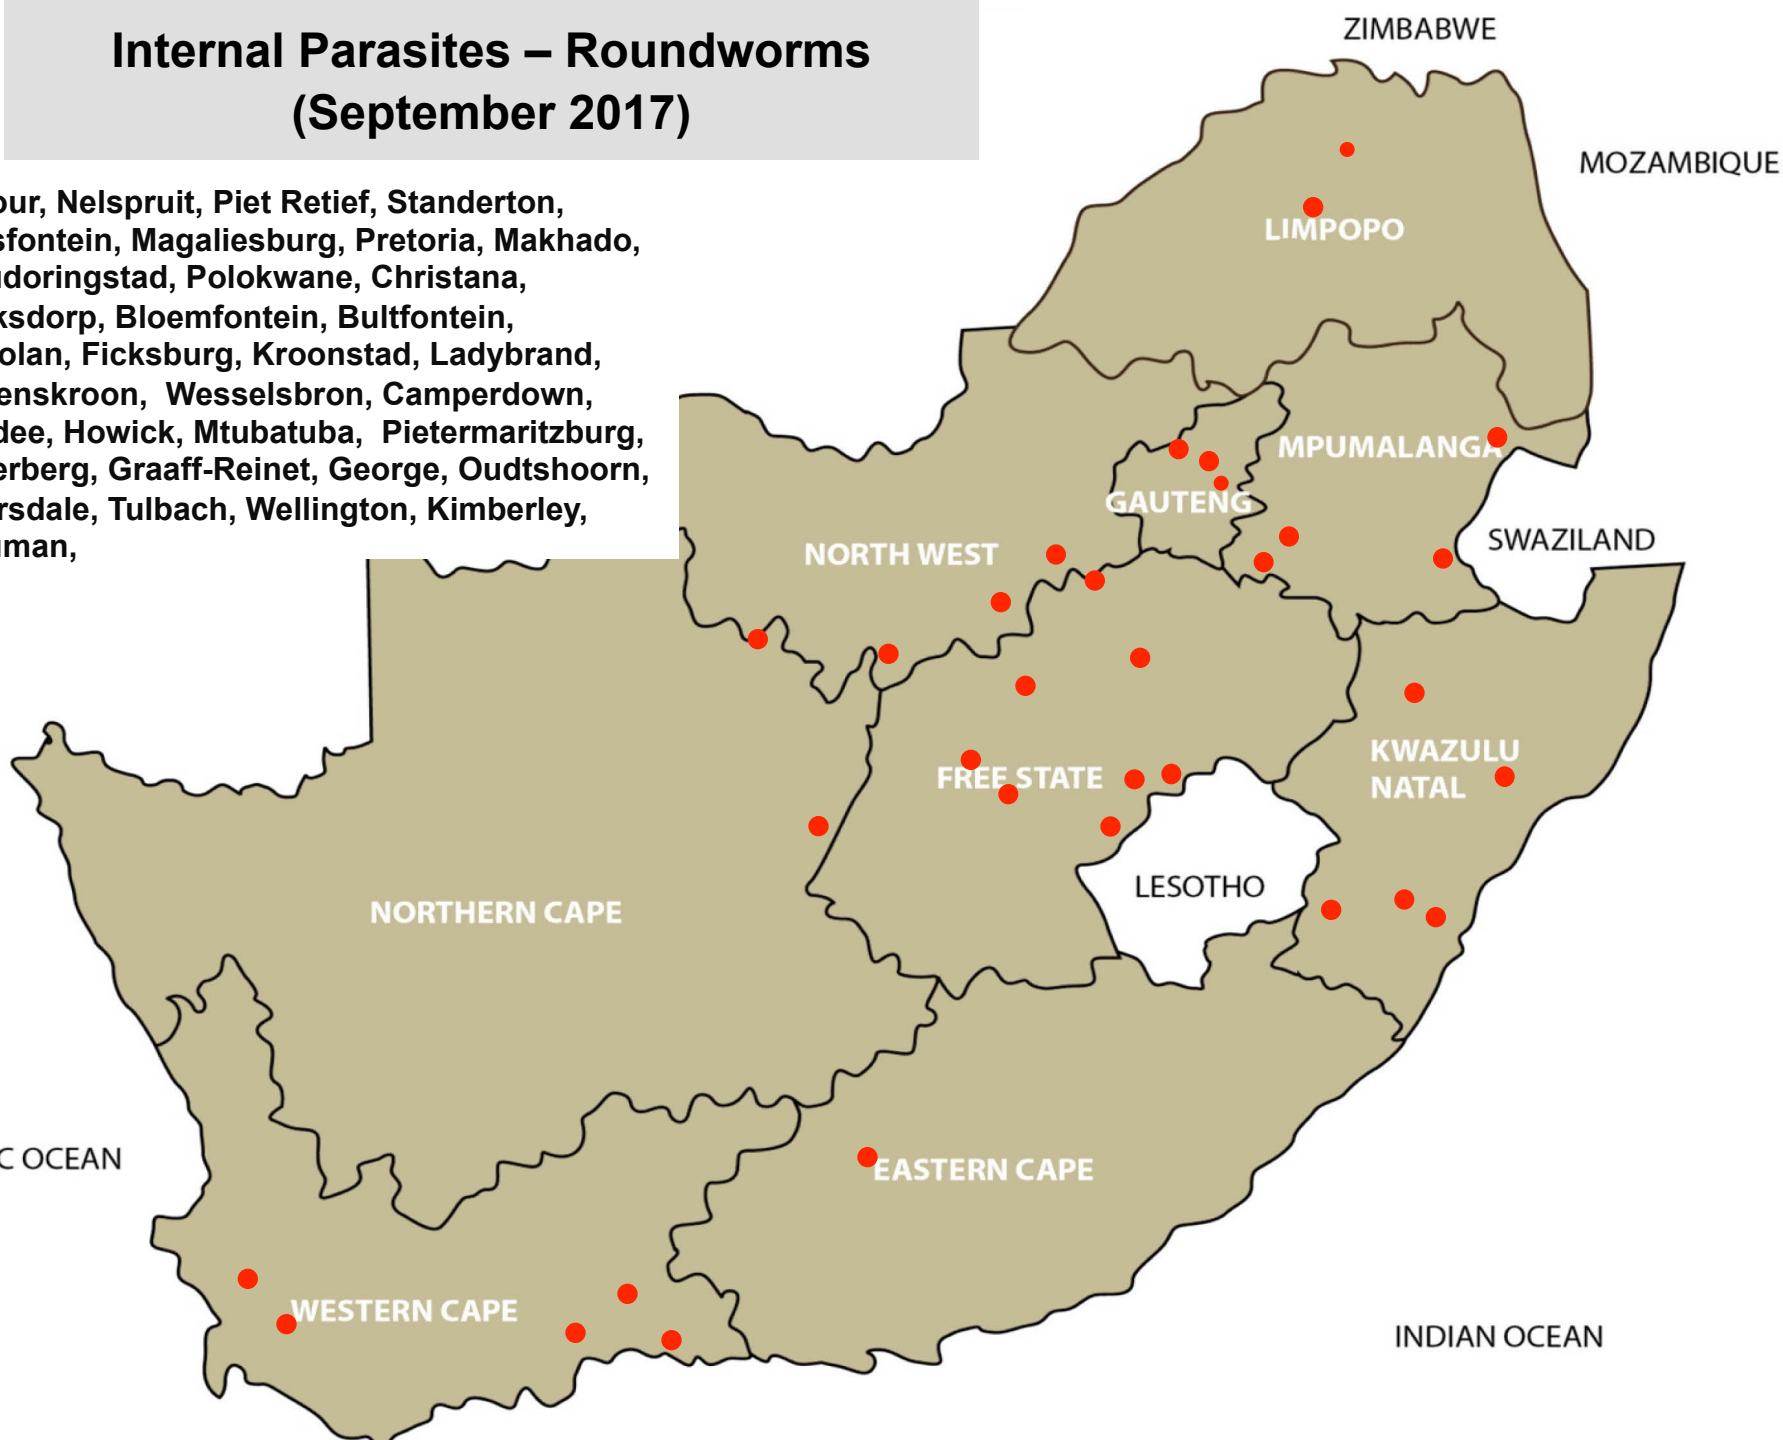 Internal Parasites – Roundworms
(September 2017)
our, Nelspruit, Piet Retief, Standerton,
sfontein, Magaliesburg, Pretoria, Makhado,
doringstad, Polokwane, Christana,
ksdorp, Bloemfontein, Bultfontein,
olan, Ficksburg, Kroonstad, Ladybrand,
enskroon, Wesselsbron, Camperdown,
dee, Howick, Mtubatuba, Pietermaritzburg,
erberg, Graaff-Reinet, George, Oudtshoorn,
rsdale, Tulbach, Wellington, Kimberley,
man,
ZIMBABWE
MOZAMBIQUE
LIMPOPO
MPUMALANGA
GAUTENG
SWAZILAND
NORTH WEST
KWAZULU
NATAL
FREE STATE
LESOTHO
NORTHERN CAPE
C OCEAN
EASTERN CAPE
WESTERN CAPE
INDIAN OCEAN